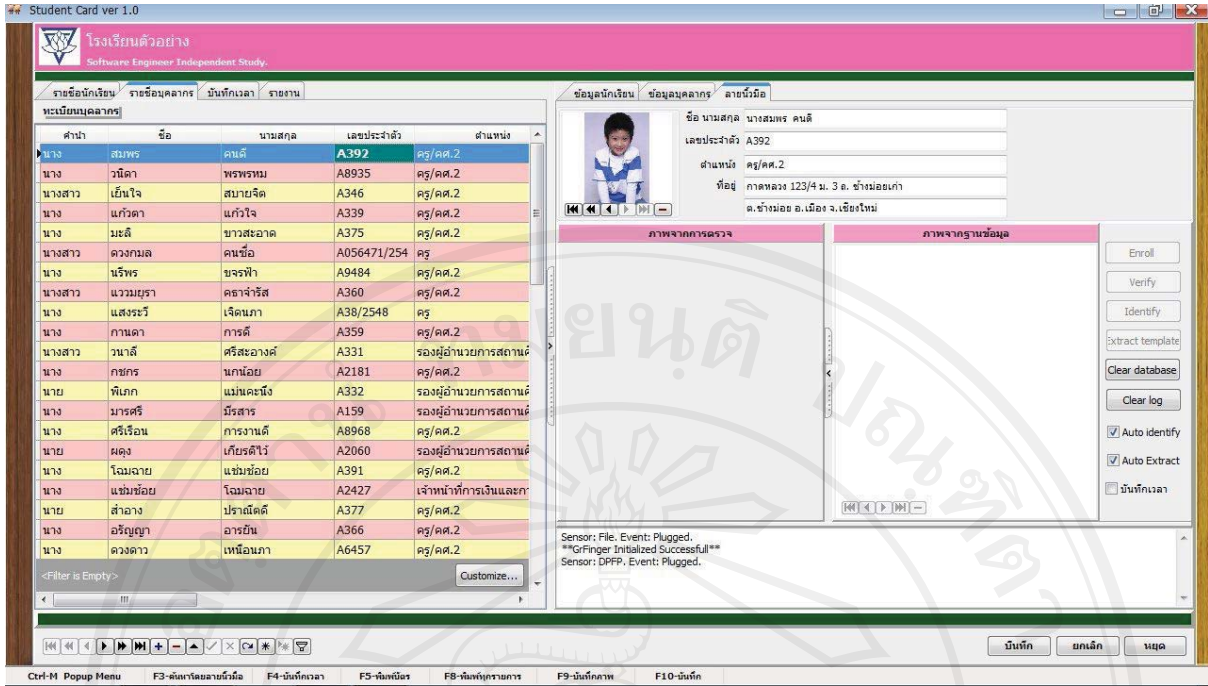 Student Card ver 1.0
โรงเรียนตัวอย่าง
Software Engineer Independent Study.
รายชื่อนักเรียน รายชื่อบุคลากร บันทึกเวลา รายงาน
ทะเบียนบุคลากร
คำนำ ชื่อ นามสกุล เลขประจำตัว ตำแหน่ง
นาง สมพร คนดี A392 ครู/คศ.2
นาง วนิดา พรพรหม A8935 ครู/คศ.2
นางสาว เย็นใจ สบายจิต A346 ครู/คศ.2
นาง แก้วตา แก้วใจ A339 ครู/คศ.2
นาง มะลิ ขาวสะอาด A375 ครู/คศ.2
นางสาว ดวงกมล คนซื่อ A056471/254 ครู
นาง นรีพร ขจรฟ้า A9484 ครู/คศ.2
นางสาว แววมยุรา คธาจ่ารัส A360 ครู/คศ.2
นาง แสงระวี เจิดนภา A38/2548 ครู
นาง กานดา การดี A359 ครู/คศ.2
นางสาว วนาลี ศรีสะอางค์ A331 รองผู้อำนวยการสถานศึ
นาง กชกร นกน้อย A2181 ครู/คศ.2
นาย พิเภก แม่นคะนึง A332 รองผู้อำนวยการสถานศึ
นาง มารศรี มีรสาร A159 รองผู้อำนวยการสถานศึ
นาง ศรีเรือน การงานดี A8968 ครู/คศ.2
นาย ผดุง เกียรติไว้ A2060 รองผู้อำนวยการสถานศึ
นาง โฉมฉาย แช่มช้อย A391 ครู/คศ.2
นาง แช่มช้อย โฉมฉาย A2427 เจ้าหน้าที่การเงินและกา
นาย สำอาง ปราณีตดี A377 ครู/คศ.2
นาง อรัญญา อารยัน A366 ครู/คศ.2
นาง ดวงดาว เหนือนภา A6457 ครู/คศ.2
<Filter is Empty> Customize...
ข้อมูลนักเรียน ข้อมูลบุคลากร ลายนิ้วมือ
ชื่อ นามสกุล นางสมพร คนดี
เลขประจำตัว A392
ตำแหน่ง ครู/คศ.2
ที่อยู่ กาดหลวง 123/4 ม. 3 ถ. ช้างม่อยเก่า
ต.ช้างม่อย อ.เมือง จ.เชียงใหม่
ภาพจากการตรวจ ภาพจากฐานข้อมูล
Enroll
Verify
Identify
Extract template
Clear database
Clear log
Auto identify
Auto Extract
บันทึกเวลา
Sensor: File. Event: Plugged.
**GrFinger Initialized Successfull**
Sensor: DPFP. Event: Plugged.
บันทึก ยกเลิก หยุด
Ctrl-M Popup Menu F3-ค้นหาโดยลายนิ้วมือ F4-บันทึกเวลา F5-พิมพ์บัตร F8-พิมพ์ทุกรายการ F9-บันทึกภาพ F10-บันทึก